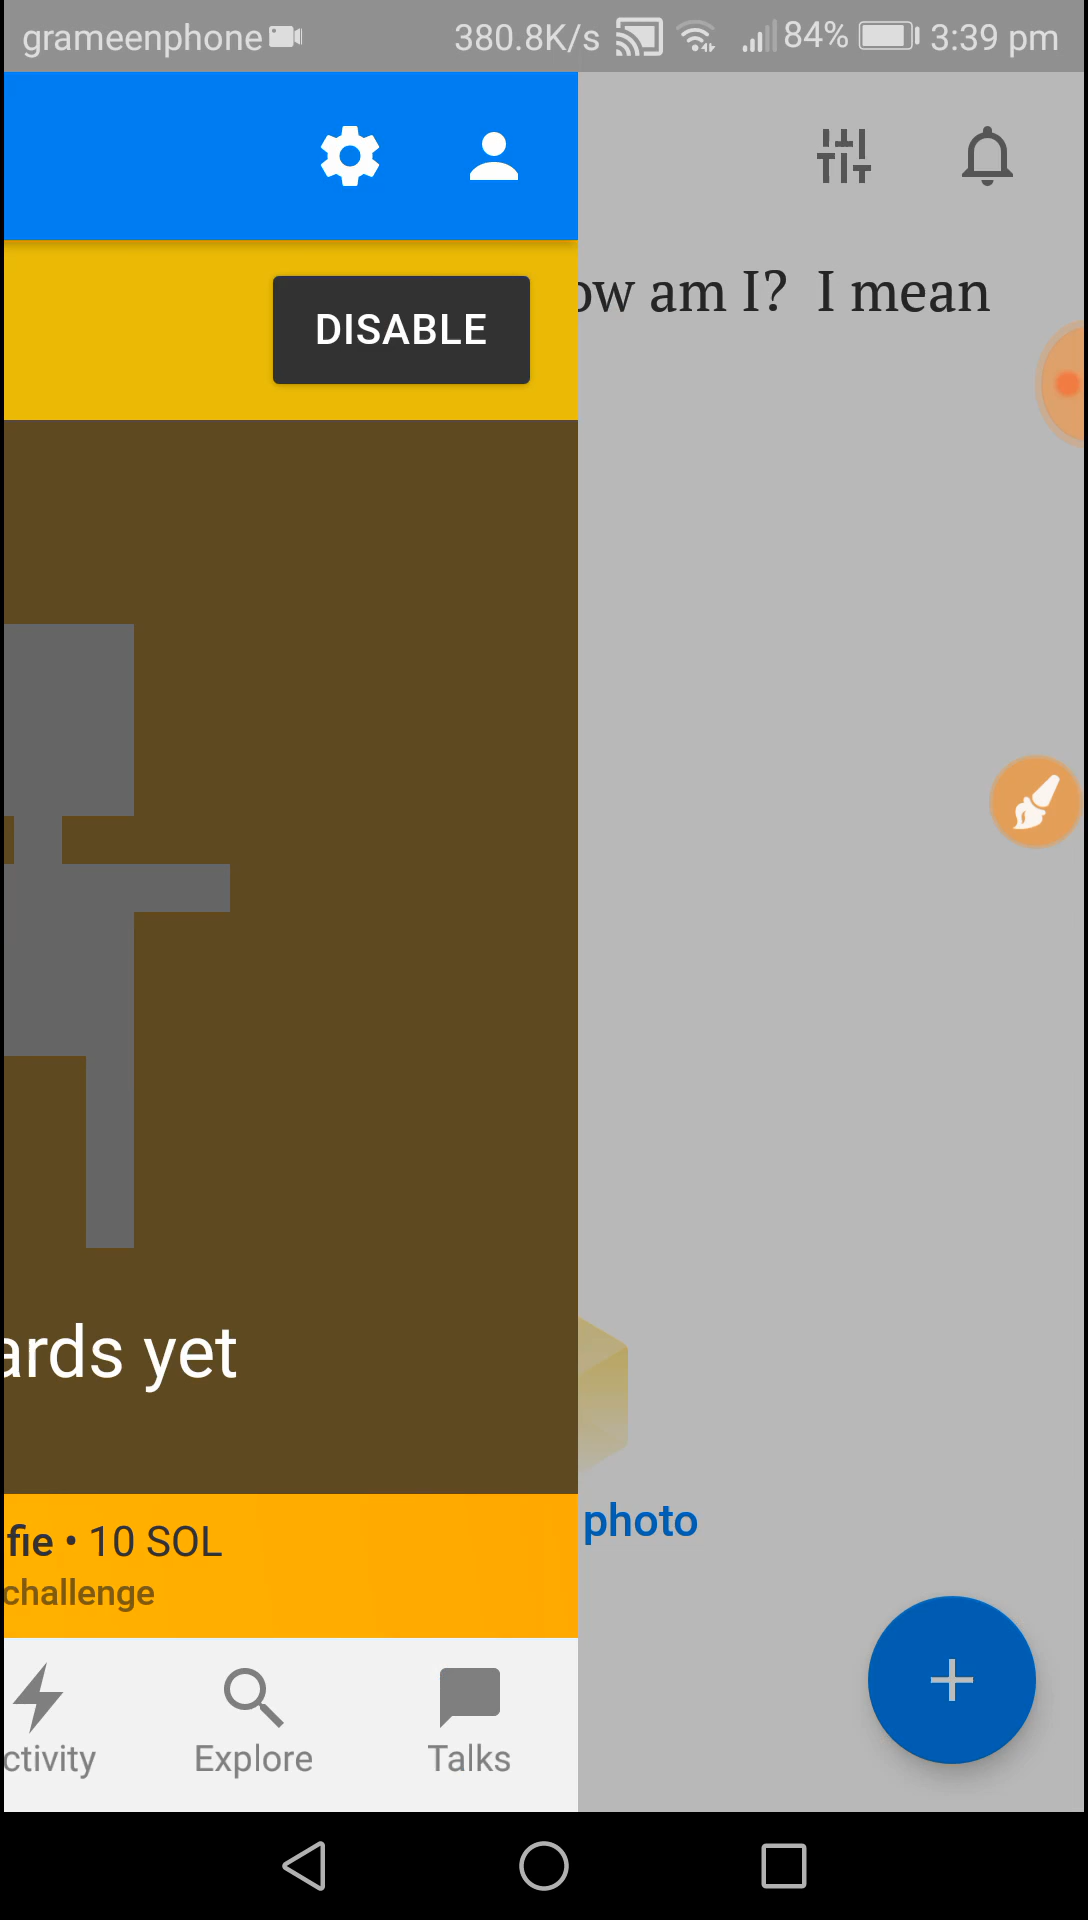 grameenphone 380.8K/s 84% 3:39 pm
ow am I? I mean
DISABLE
ards yet
photo
fie • 10 SOL
challenge
ctivity Explore Talks